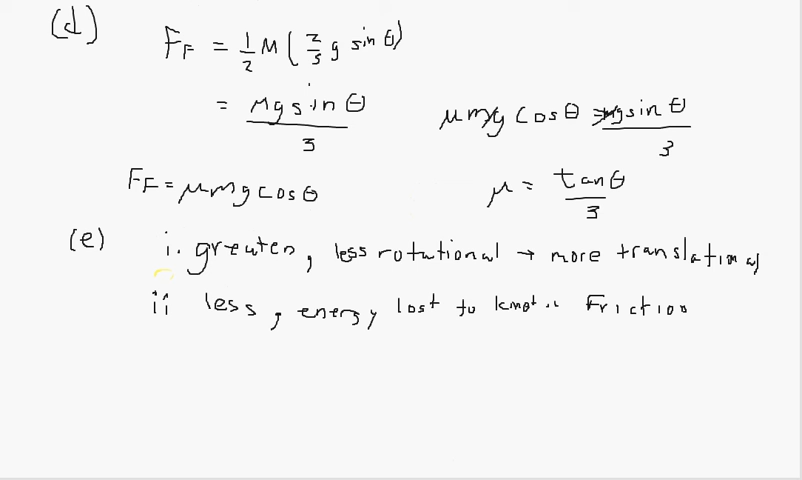 (d) F_F = 1/2 M ( 2/3 g sin θ )
= Mg sin θ / 3
μ mg cos θ = Mg sin θ / 3
F_F = μ mg cos θ
μ = tan θ / 3
(e) i. greater, less rotational → more translational
ii less, energy lost to Friction